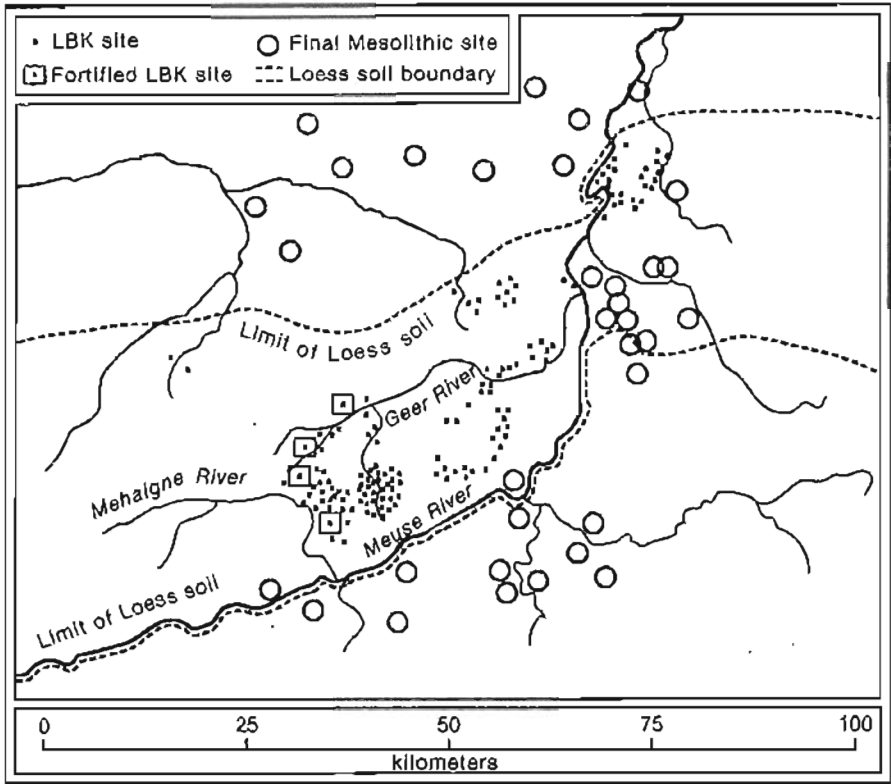 LBK site
Final Mesolithic site
Fortified LBK site
Loess soil boundary
Limit of Loess soil
Geer River
Mehaigne River
Meuse River
Limit of Loess soil
0 25 50 75 100
kilometers